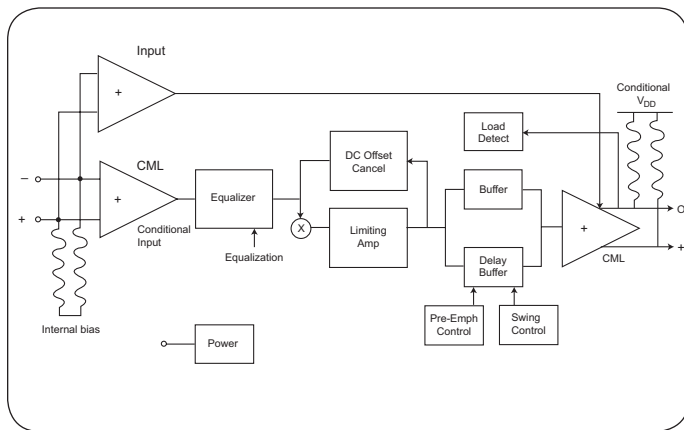 Input
+
Conditional
VDD
Load
Detect
DC Offset
Cancel
CML
–
+
+
Equalizer
Buffer
O
X
Limiting
Amp
+
Conditional
Input
Equalization
Delay
Buffer
CML
+
Internal bias
Pre-Emph
Control
Swing
Control
Power